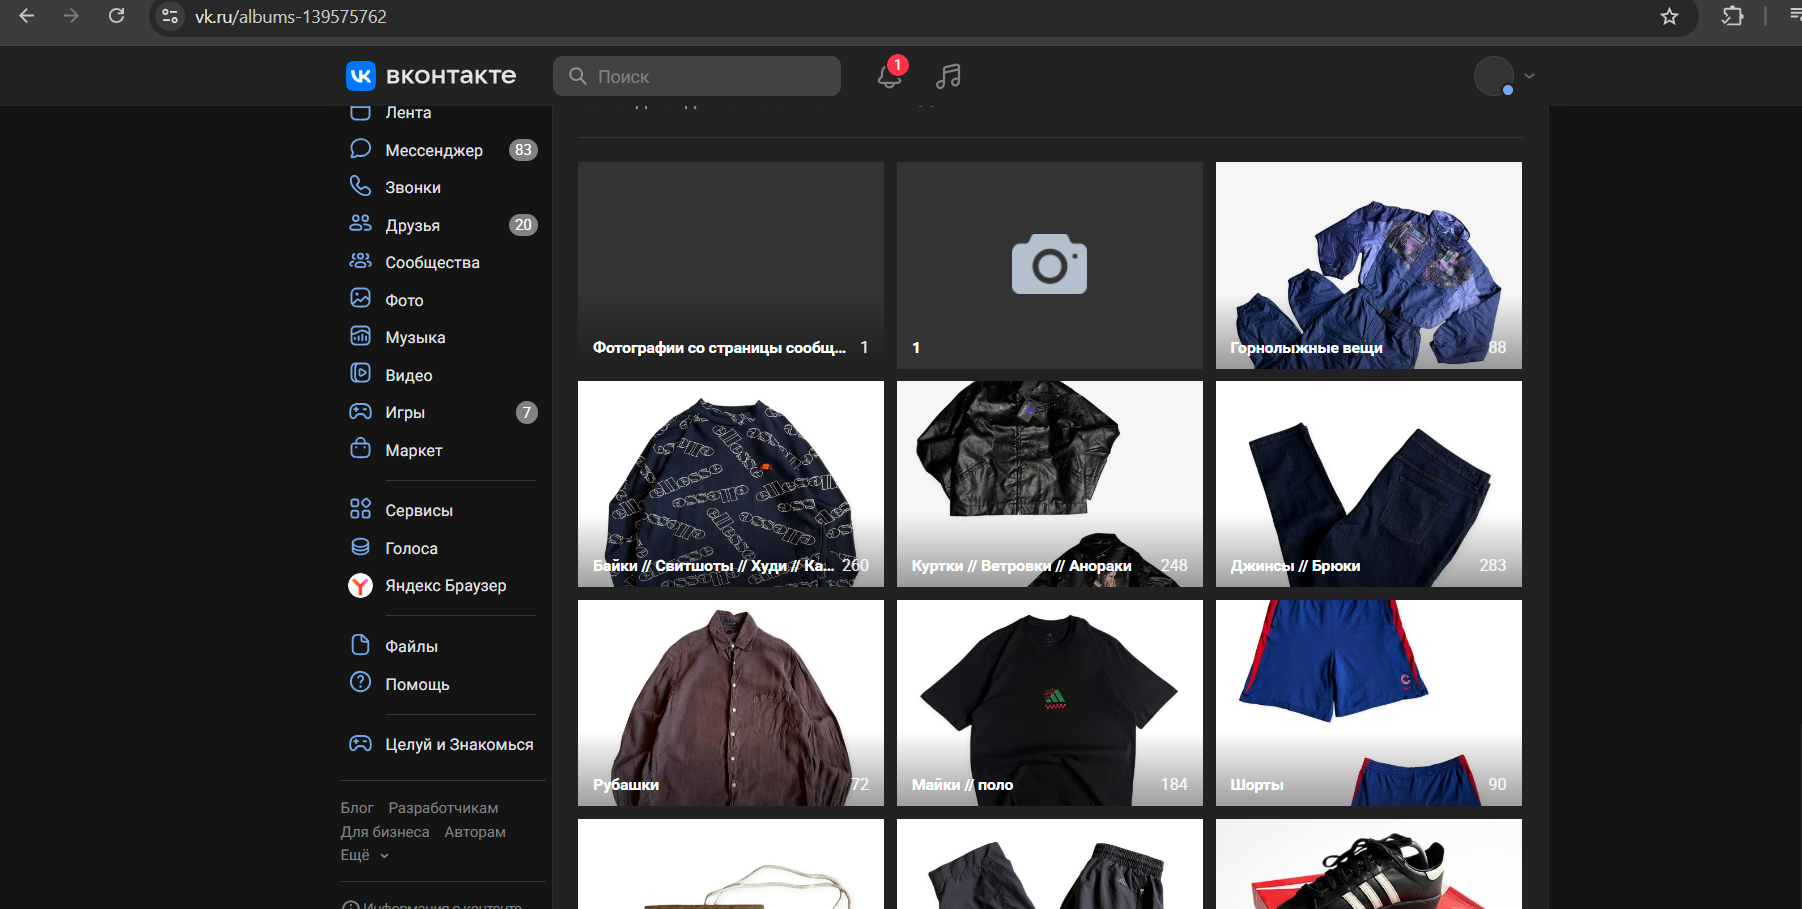 vk.ru/albums-139575762
вконтакте
Поиск
1
Лента
Мессенджер 83
Звонки
Друзья 20
Сообщества
Фото
Музыка
Видео
Игры 7
Маркет
Сервисы
Голоса
Яндекс Браузер
Файлы
Помощь
Целуй и Знакомься
Блог Разработчикам
Для бизнеса Авторам
Ещё
Фотографии со страницы сообщ... 1
1
Горнолыжные вещи 88
Байки // Свитшоты // Худи // Ка... 260
Куртки // Ветровки // Анораки 248
Джинсы // Брюки 283
Рубашки 72
Майки // поло 184
Шорты 90
ellesse